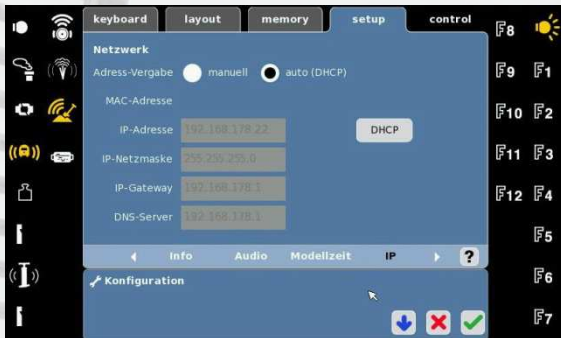 keyboard layout memory setup control
Netzwerk
Adress-Vergabe manuell auto (DHCP)
MAC-Adresse
IP-Adresse 192.168.178.22 DHCP
IP-Netzmaske 255.255.255.0
IP-Gateway 192.168.178.1
DNS-Server 192.168.178.1
Info Audio Modellzeit IP ?
Konfiguration
F8
F9 F1
F10 F2
F11 F3
F12 F4
F5
F6
F7